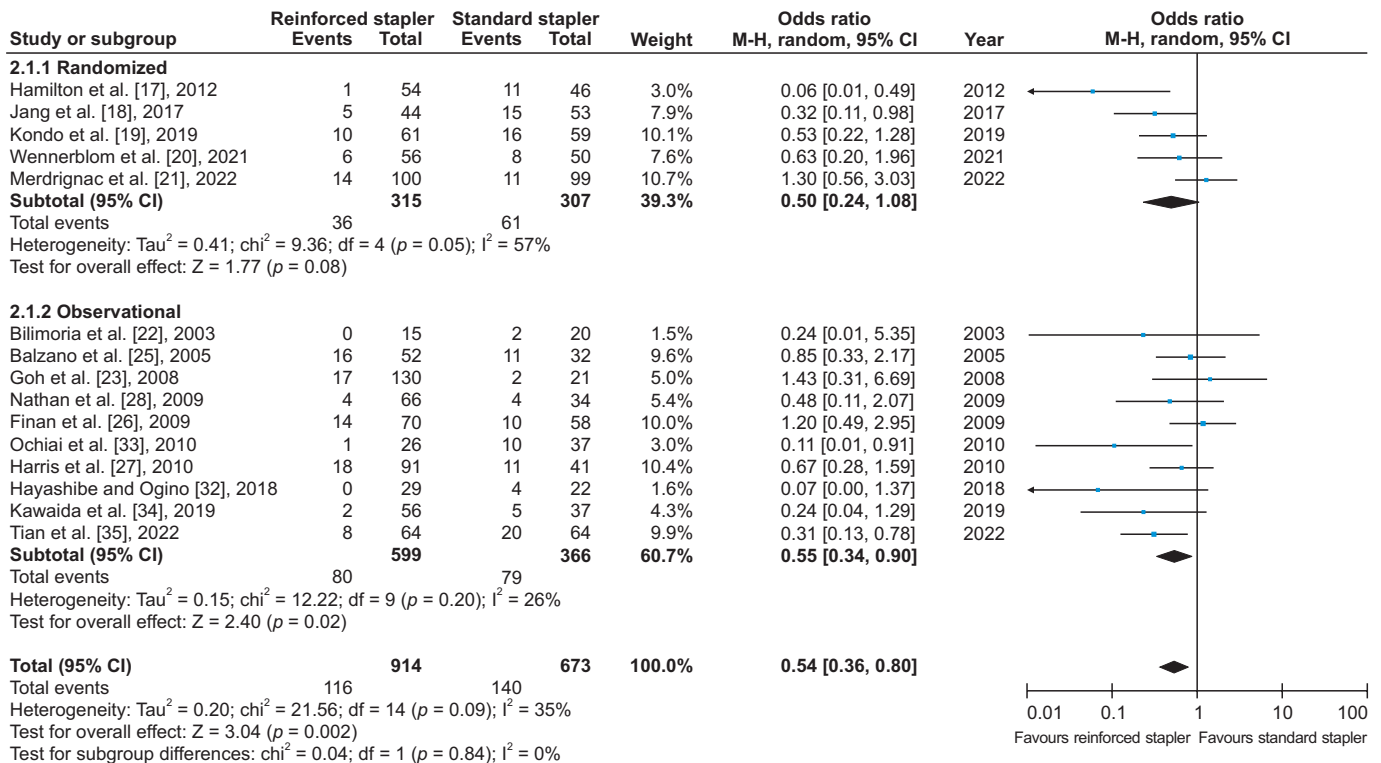 Reinforced stapler Standard stapler Odds ratio Odds ratio
Study or subgroup Events Total Events Total Weight M-H, random, 95% CI Year M-H, random, 95% CI
2.1.1 Randomized
Hamilton et al. [17], 2012 1 54 11 46 3.0% 0.06 [0.01, 0.49] 2012
Jang et al. [18], 2017 5 44 15 53 7.9% 0.32 [0.11, 0.98] 2017
Kondo et al. [19], 2019 10 61 16 59 10.1% 0.53 [0.22, 1.28] 2019
Wennerblom et al. [20], 2021 6 56 8 50 7.6% 0.63 [0.20, 1.96] 2021
Merdrignac et al. [21], 2022 14 100 11 99 10.7% 1.30 [0.56, 3.03] 2022
Subtotal (95% CI) 315 307 39.3% 0.50 [0.24, 1.08]
Total events 36 61
Heterogeneity: Tau² = 0.41; chi² = 9.36; df = 4 (p = 0.05); I² = 57%
Test for overall effect: Z = 1.77 (p = 0.08)
2.1.2 Observational
Bilimoria et al. [22], 2003 0 15 2 20 1.5% 0.24 [0.01, 5.35] 2003
Balzano et al. [25], 2005 16 52 11 32 9.6% 0.85 [0.33, 2.17] 2005
Goh et al. [23], 2008 17 130 2 21 5.0% 1.43 [0.31, 6.69] 2008
Nathan et al. [28], 2009 4 66 4 34 5.4% 0.48 [0.11, 2.07] 2009
Finan et al. [26], 2009 14 70 10 58 10.0% 1.20 [0.49, 2.95] 2009
Ochiai et al. [33], 2010 1 26 10 37 3.0% 0.11 [0.01, 0.91] 2010
Harris et al. [27], 2010 18 91 11 41 10.4% 0.67 [0.28, 1.59] 2010
Hayashibe and Ogino [32], 2018 0 29 4 22 1.6% 0.07 [0.00, 1.37] 2018
Kawaida et al. [34], 2019 2 56 5 37 4.3% 0.24 [0.04, 1.29] 2019
Tian et al. [35], 2022 8 64 20 64 9.9% 0.31 [0.13, 0.78] 2022
Subtotal (95% CI) 599 366 60.7% 0.55 [0.34, 0.90]
Total events 80 79
Heterogeneity: Tau² = 0.15; chi² = 12.22; df = 9 (p = 0.20); I² = 26%
Test for overall effect: Z = 2.40 (p = 0.02)
Total (95% CI) 914 673 100.0% 0.54 [0.36, 0.80]
Total events 116 140
Heterogeneity: Tau² = 0.20; chi² = 21.56; df = 14 (p = 0.09); I² = 35%
Test for overall effect: Z = 3.04 (p = 0.002)
Test for subgroup differences: chi² = 0.04; df = 1 (p = 0.84); I² = 0%
0.01 0.1 1 10 100
Favours reinforced stapler Favours standard stapler